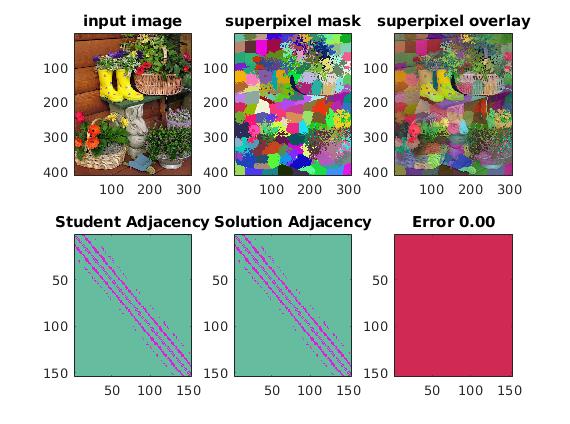 input image
superpixel mask
superpixel overlay
100
200
300
400
100 200 300
100
200
300
400
100 200 300
100
200
300
400
100 200 300
Student Adjacency
Solution Adjacency
Error 0.00
50
100
150
50 100 150
50
100
150
50 100 150
50
100
150
50 100 150